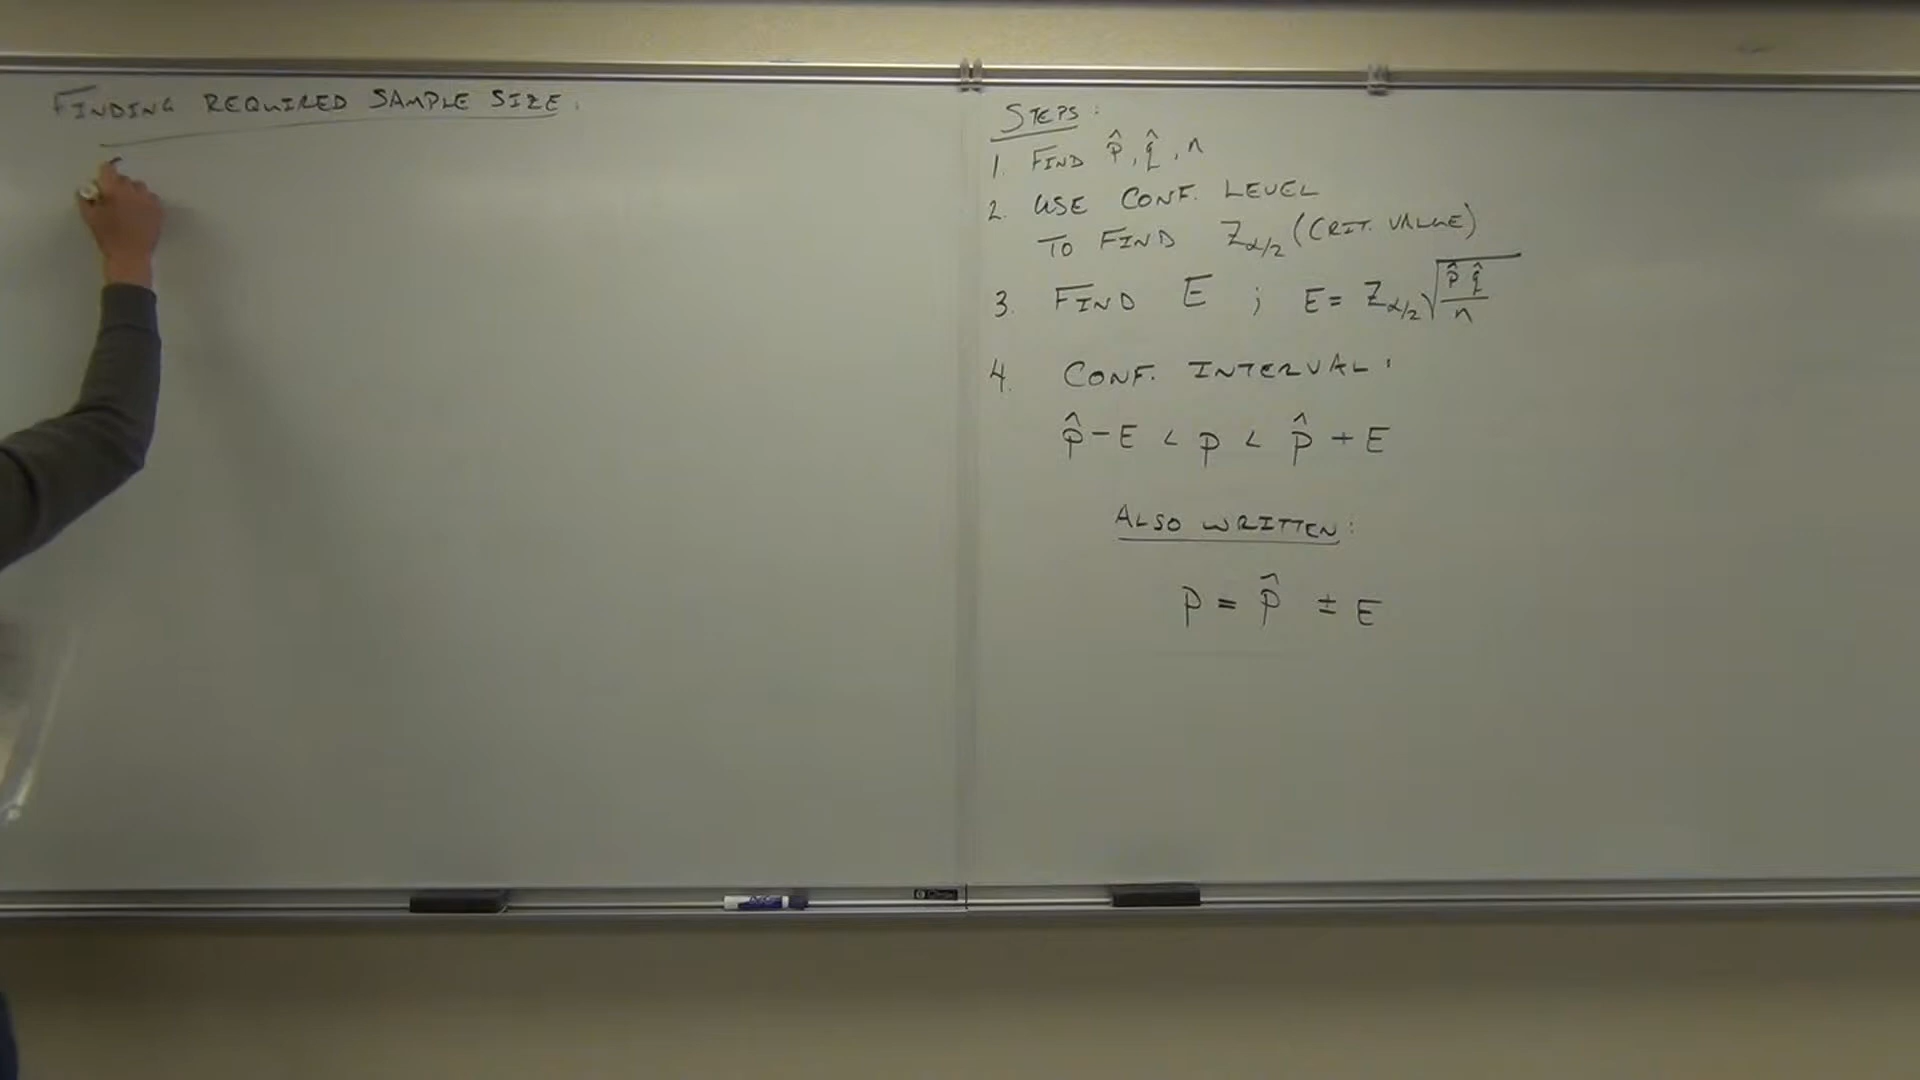 FINDING REQUIRED SAMPLE SIZE:
STEPS:
1. FIND p̂, q̂, n
2. USE CONF. LEVEL
TO FIND Zα/2 (CRIT. VALUE)
3. FIND E ; E = Zα/2 √(p̂ q̂ / n)
4. CONF. INTERVAL:
p̂ - E < p < p̂ + E
ALSO WRITTEN:
p = p̂ ± E